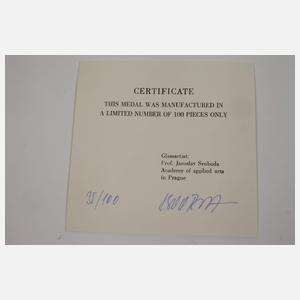 CERTIFICATE
THIS MEDAL WAS MANUFACTURED IN
A LIMITED NUMBER OF 100 PIECES ONLY
Glassartist:
Prof. Jaroslav Svoboda
Academy of applied arts
in Prague
35/100